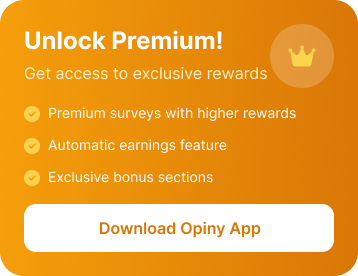 Unlock Premium!
Get access to exclusive rewards
Premium surveys with higher rewards
Automatic earnings feature
Exclusive bonus sections
Download Opiny App